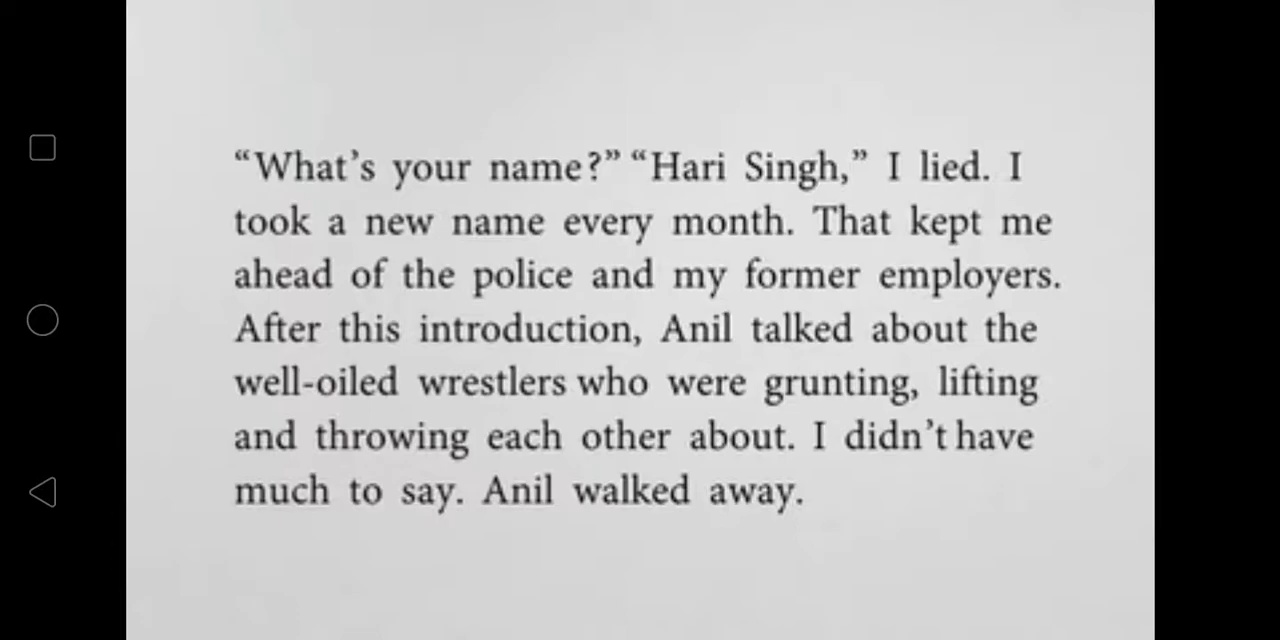 “What’s your name?” “Hari Singh,” I lied. I
took a new name every month. That kept me
ahead of the police and my former employers.
After this introduction, Anil talked about the
well-oiled wrestlers who were grunting, lifting
and throwing each other about. I didn’t have
much to say. Anil walked away.